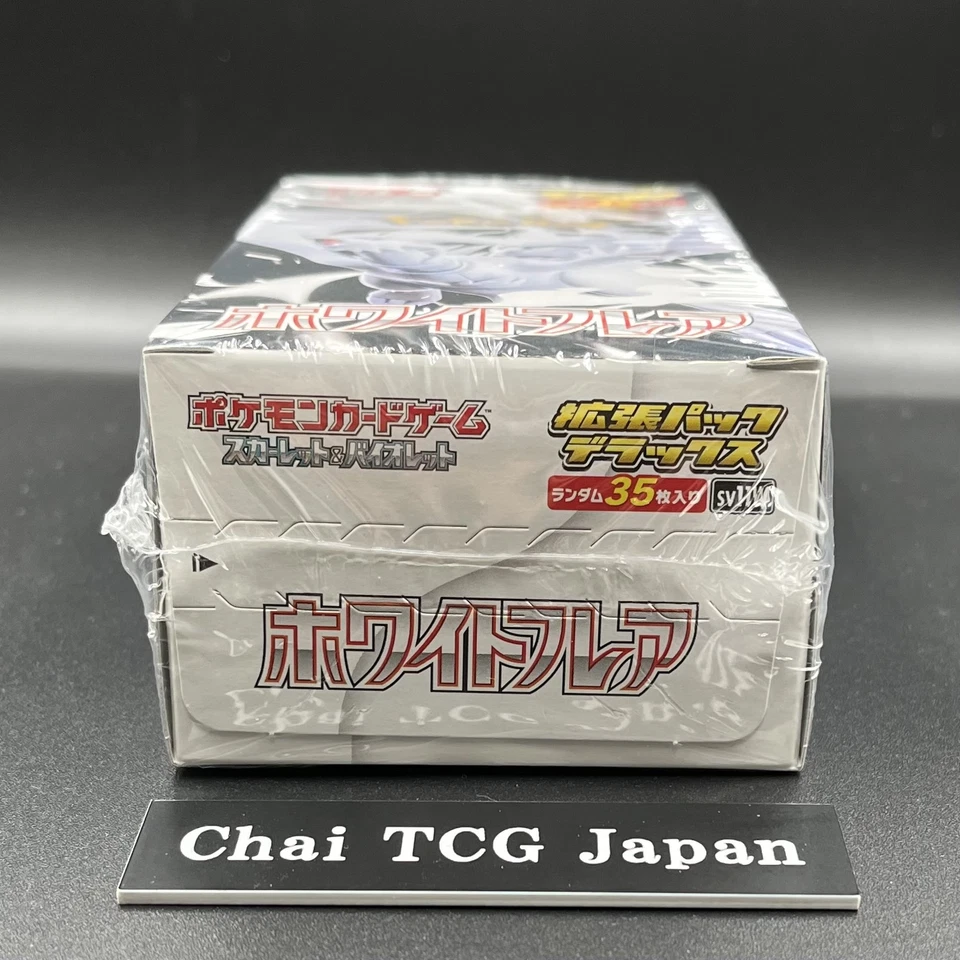 ホワイトフレア
ポケモンカードゲーム™
スカーレット&バイオレット
拡張パック
デラックス
ランダム35枚入り
sv11W
ホワイトフレア
Chai TCG Japan